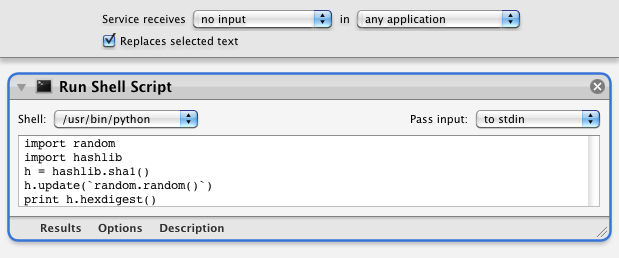 Service receives no input in any application
Replaces selected text
Run Shell Script
Shell: /usr/bin/python Pass input: to stdin
import random
import hashlib
h = hashlib.sha1()
h.update(`random.random()`)
print h.hexdigest()
Results Options Description